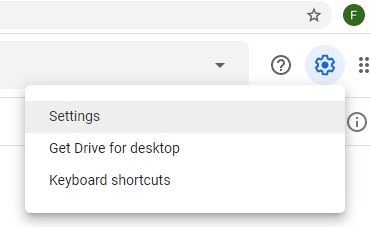 F
Settings
Get Drive for desktop
Keyboard shortcuts